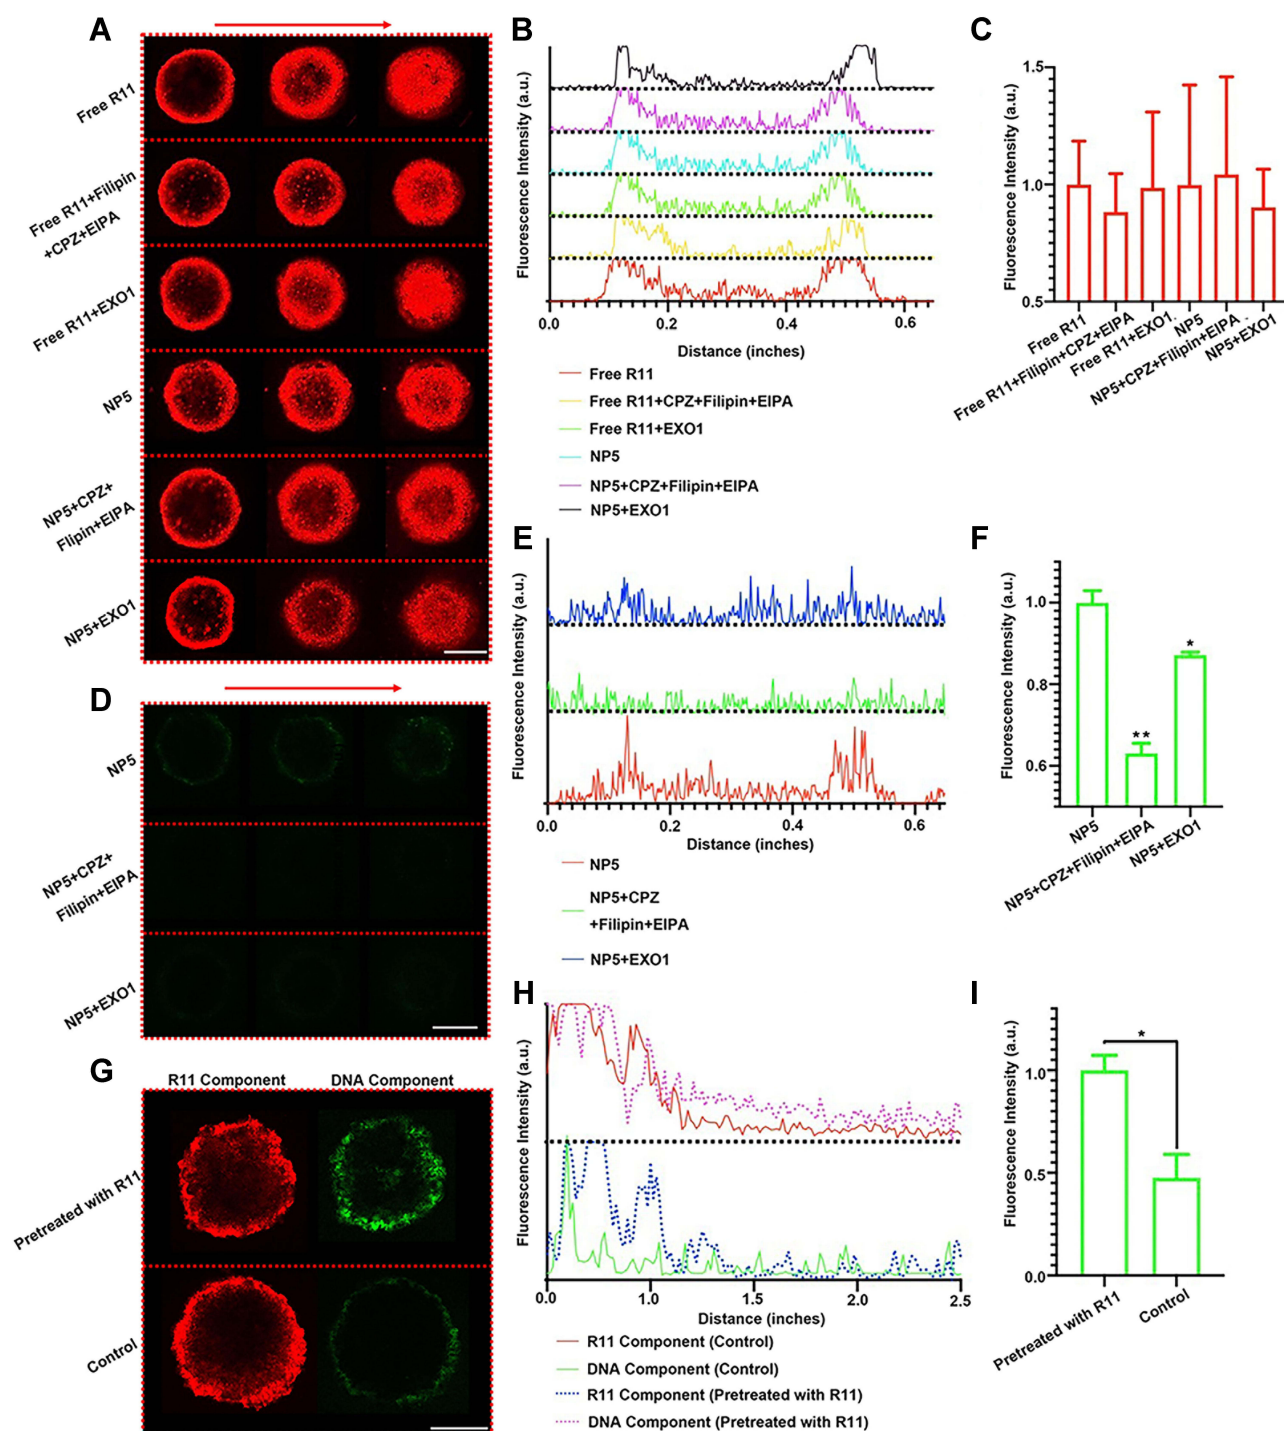 A
Free R11
Free R11+Filipin
+CPZ+EIPA
Free R11+EXO1
NP5
NP5+CPZ+
Flipin+EIPA
NP5+EXO1
B
Fluorescence Intensity (a.u.)
0.0 0.2 0.4 0.6
Distance (inches)
Free R11
Free R11+CPZ+Filipin+EIPA
Free R11+EXO1
NP5
NP5+CPZ+Filipin+EIPA
NP5+EXO1
C
Fluorescence Intensity (a.u.)
1.5
1.0
0.5
Free R11
Free R11+Filipin+CPZ+EIPA
Free R11+EXO1.
NP5
NP5+CPZ+Filipin+EIPA.
NP5+EXO1
D
NP5
NP5+CPZ+
Filipin+EIPA
NP5+EXO1
E
Fluorescence Intensity (a.u.)
0.0 0.2 0.4 0.6
Distance (inches)
NP5
NP5+CPZ
+Filipin+EIPA
NP5+EXO1
F
Fluorescence Intensity (a.u.)
1.0
0.8
0.6
**
*
NP5
NP5+CPZ+Filipin+EIPA
NP5+EXO1
G
R11 Component DNA Component
Pretreated with R11
Control
H
Fluorescence Intensity (a.u.)
0.0 1.0 1.5 2.0 2.5
Distance (inches)
R11 Component (Control)
DNA Component (Control)
R11 Component (Pretreated with R11)
DNA Component (Pretreated with R11)
I
Fluorescence Intensity (a.u.)
1.0
0.5
0.0
*
Pretreated with R11
Control